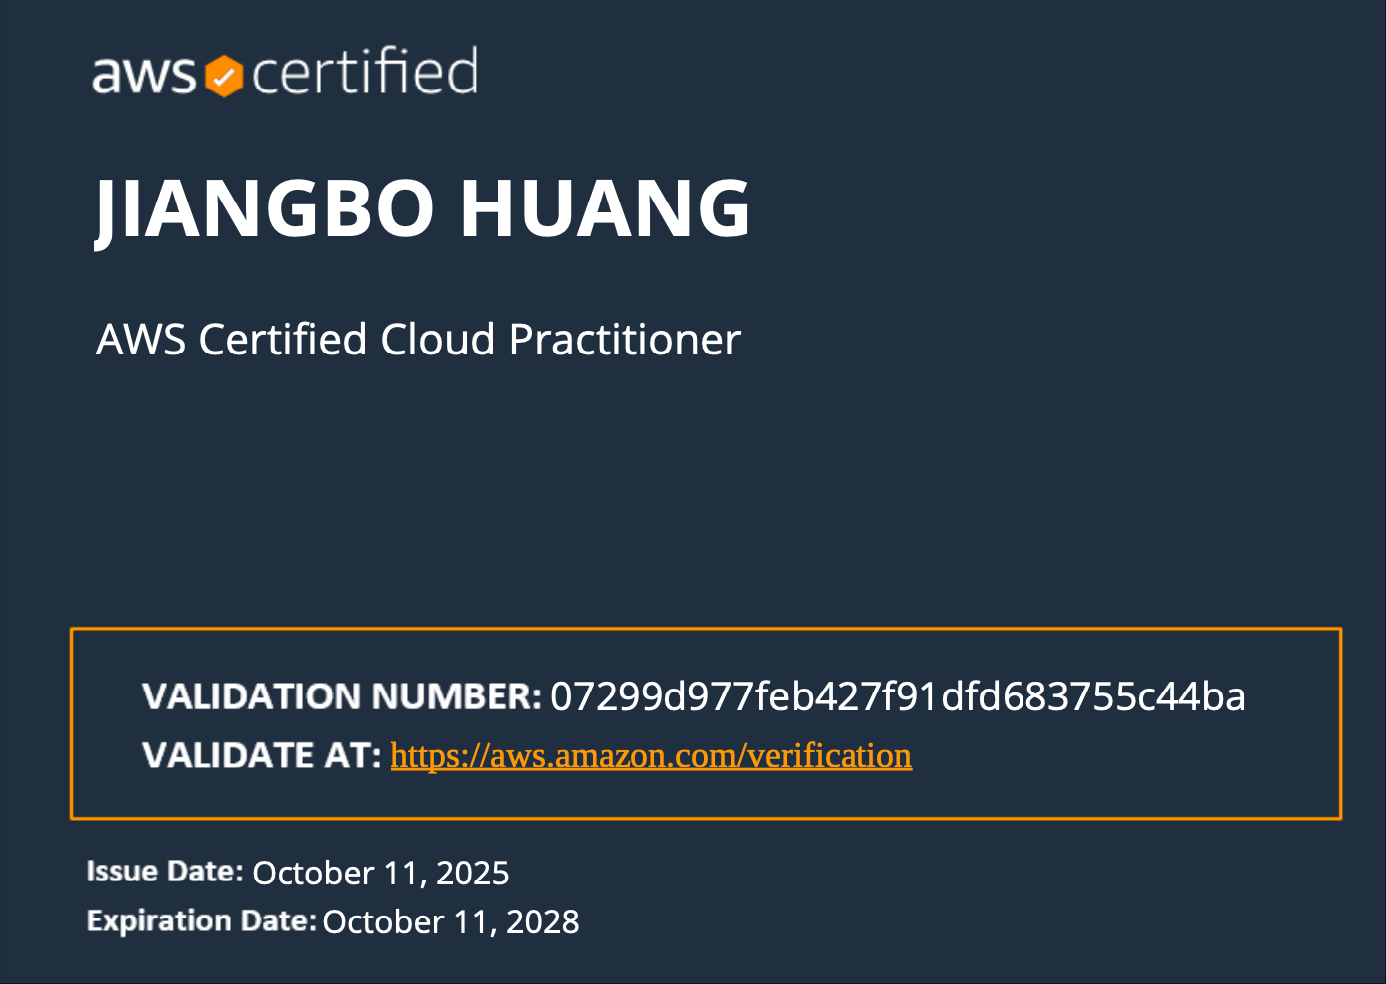 aws certified
JIANGBO HUANG
AWS Certified Cloud Practitioner
VALIDATION NUMBER: 07299d977feb427f91dfd683755c44ba
VALIDATE AT: https://aws.amazon.com/verification
Issue Date: October 11, 2025
Expiration Date: October 11, 2028